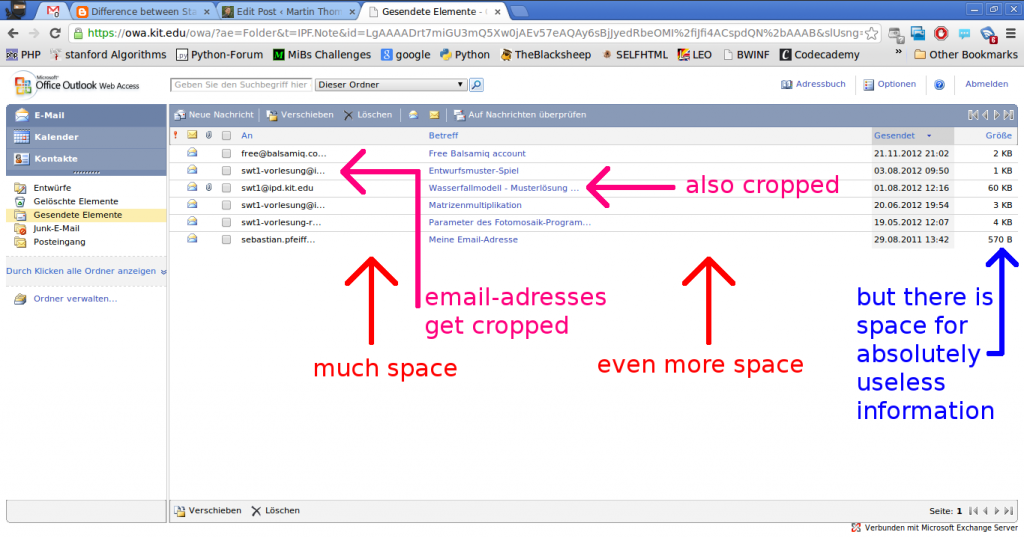 Difference between Sta
Edit Post ‹ Martin Thom
Gesendete Elemente - 
https://owa.kit.edu/owa/?ae=Folder&t=IPF.Note&id=
PHP
stanford Algorithms
Python-Forum
MiBs Challenges
google
Python
TheBlacksheep
SELFHTML
LEO
BWINF
Codecademy
»
Other Bookmarks
Microsoft
Office Outlook Web Access
Geben Sie den Suchbegriff hier
Dieser Ordner
Adressbuch
Optionen
Abmelden
E-Mail
Kalender
Kontakte
Entwürfe
Gelöschte Elemente
Gesendete Elemente
Junk-E-Mail
Posteingang
Durch Klicken alle Ordner anzeigen
Ordner verwalten...
Neue Nachricht Verschieben Löschen Auf Nachrichten überprüfen
An Betreff Gesendet Größe
free@balsamiq.co... Free Balsamiq account 21.11.2012 21:02 2 KB
swt1-vorlesung@i... Entwurfsmuster-Spiel 03.08.2012 09:50 1 KB
swt1@ipd.kit.edu Wasserfallmodell - Musterlösung ... 01.08.2012 12:16 60 KB
swt1-vorlesung@i... Matrizenmultiplikation 20.06.2012 19:54 3 KB
swt1-vorlesung-r... Parameter des Fotomosaik-Program... 19.05.2012 12:07 4 KB
sebastian.pfeiff... Meine Email-Adresse 29.08.2011 13:42 570 B
also cropped
email-adresses
get cropped
much space
even more space
but there is
space for
absolutely
useless
information
Verschieben Löschen
Seite: 1
Verbunden mit Microsoft Exchange Server